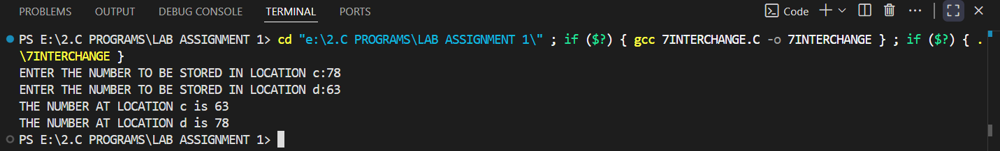 PROBLEMS OUTPUT DEBUG CONSOLE TERMINAL PORTS Code
PS E:\2.C PROGRAMS\LAB ASSIGNMENT 1> cd "e:\2.C PROGRAMS\LAB ASSIGNMENT 1\" ; if ($?) { gcc 7INTERCHANGE.C -o 7INTERCHANGE } ; if ($?) { .
\7INTERCHANGE }
ENTER THE NUMBER TO BE STORED IN LOCATION c:78
ENTER THE NUMBER TO BE STORED IN LOCATION d:63
THE NUMBER AT LOCATION c is 63
THE NUMBER AT LOCATION d is 78
PS E:\2.C PROGRAMS\LAB ASSIGNMENT 1>